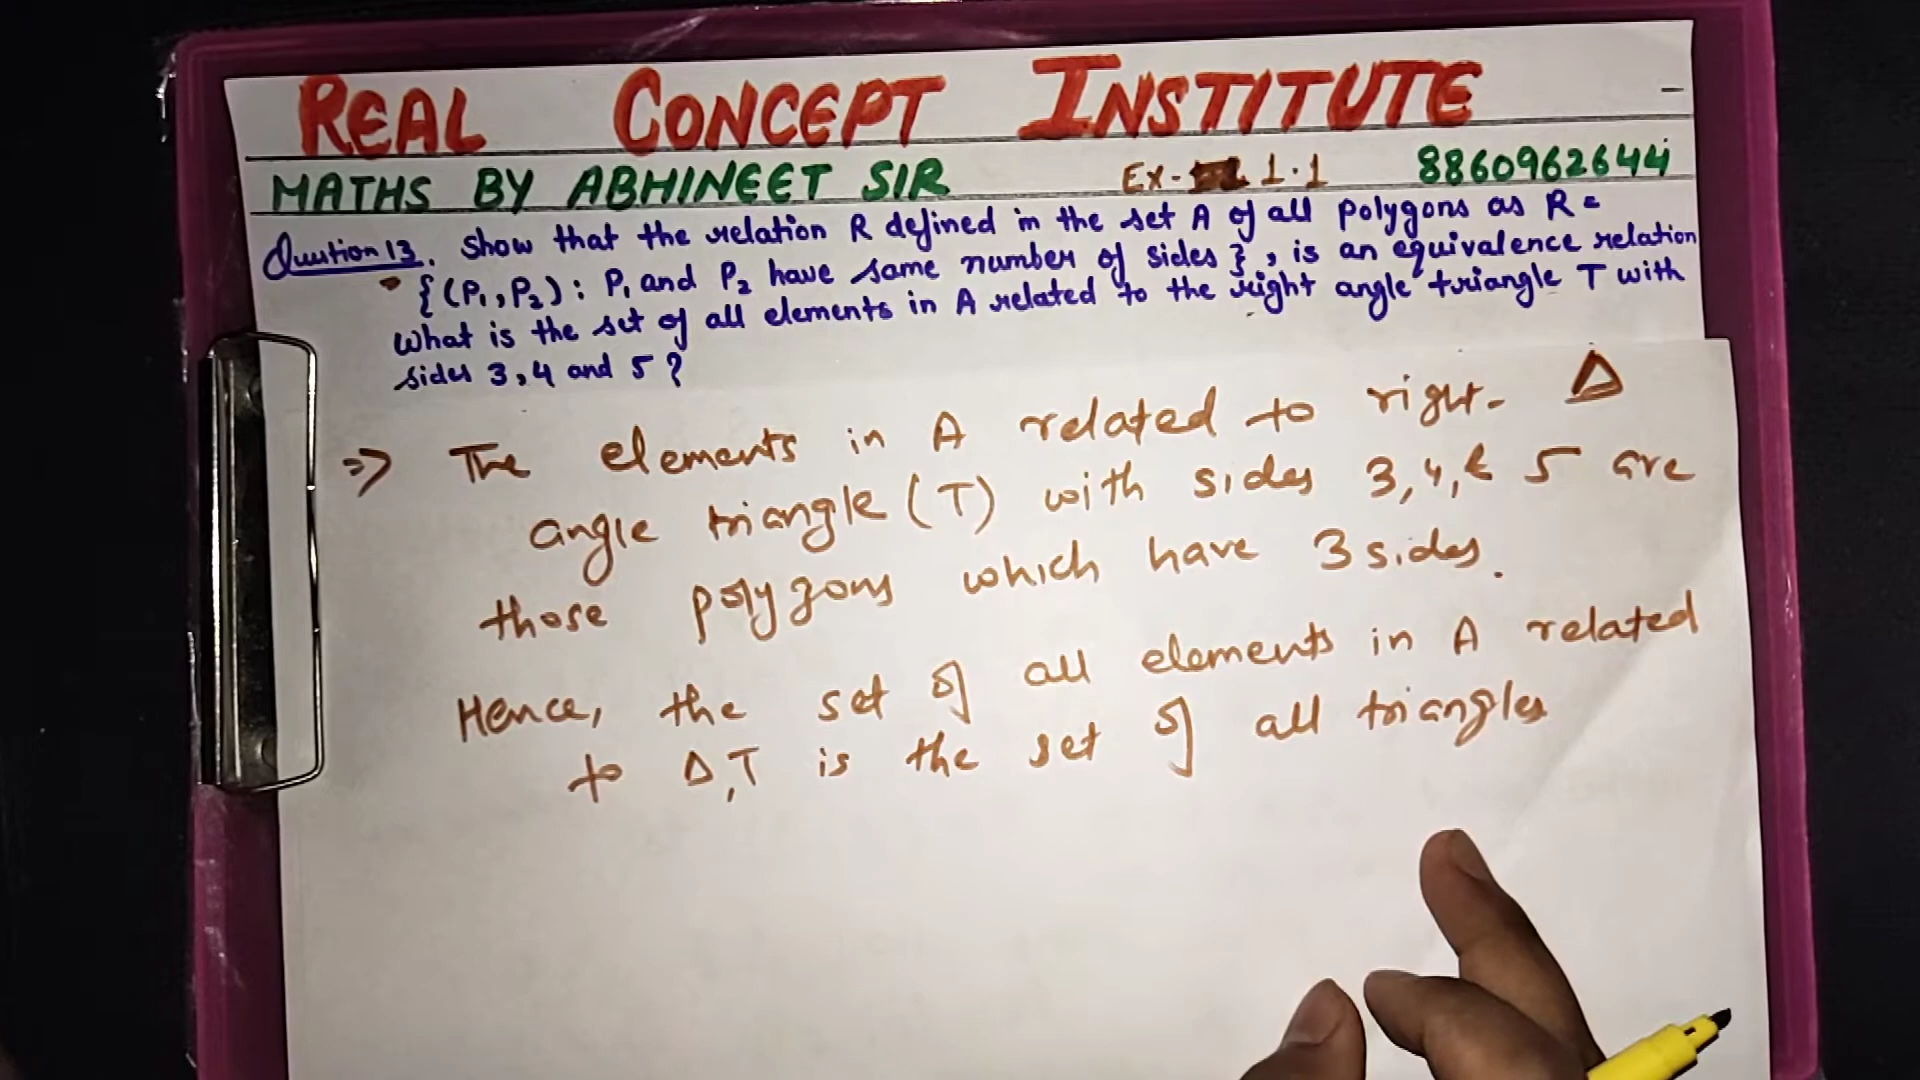 REAL CONCEPT INSTITUTE
MATHS BY ABHINEET SIR EX- 1.1 8860962644
Question 13. Show that the relation R defined in the set A of all polygons as R =
{(P₁, P₂): P₁ and P₂ have same number of sides}, is an equivalence relation
What is the set of all elements in A related to the right angle triangle T with
sides 3, 4 and 5?
⇒ The elements in A related to right- Δ
angle triangle (T) with sides 3, 4, & 5 are
those polygons which have 3 sides.
Hence, the set of all elements in A related
to Δ, T is the set of all triangles